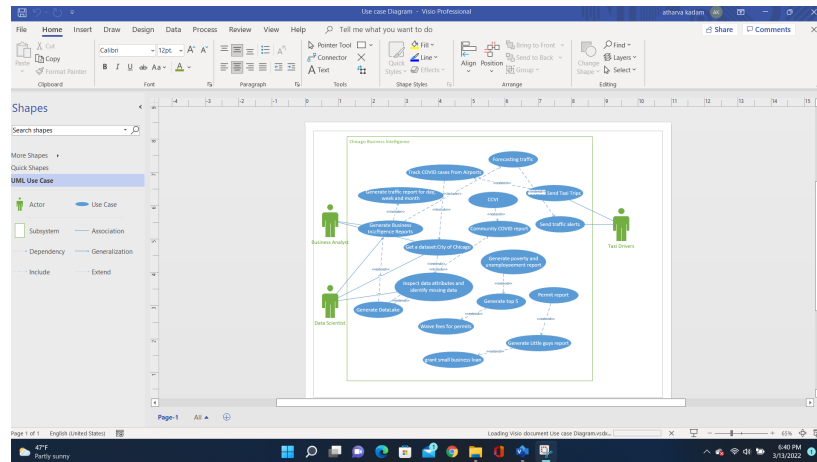 Use case Diagram - Visio Professional
atharva kadam
AK
File Home Insert Draw Design Data Process Review View Help Tell me what you want to do
Share Comments
Paste
Cut
Copy
Format Painter
Clipboard
Calibri 12pt.
Font
Paragraph
Pointer Tool
Connector
Text
Tools
Quick Styles
Fill
Line
Effects
Shape Styles
Align
Position
Bring to Front
Send to Back
Group
Arrange
Change Shape
Find
Layers
Select
Editing
Shapes
Search shapes
More Shapes
Quick Shapes
UML Use Case
Actor
Use Case
Subsystem
Association
Dependency
Generalization
Include
Extend
Chicago Business Intelligence
Forecasting traffic
Track COVID cases from Airports
Generate traffic report for day,
week and month
CCVI
Send Taxi Trips
Generate Business
Intelligence Reports
Community COVID report
Send traffic alerts
Business Analyst
Taxi Drivers
Get a dataset City of Chicago
Generate poverty and
unemployement report
Inspect data attributes and
identify missing data
Permit report
Generate DataLake
Generate top 5
Data Scientist
Waive fees for permits
Generate Little guys report
grant small business loan
Page-1 All
Page 1 of 1 English (United States)
Loading Visio document Use case Diagram.vsdx...
65%
47°F
Partly sunny
6:40 PM
3/13/2022